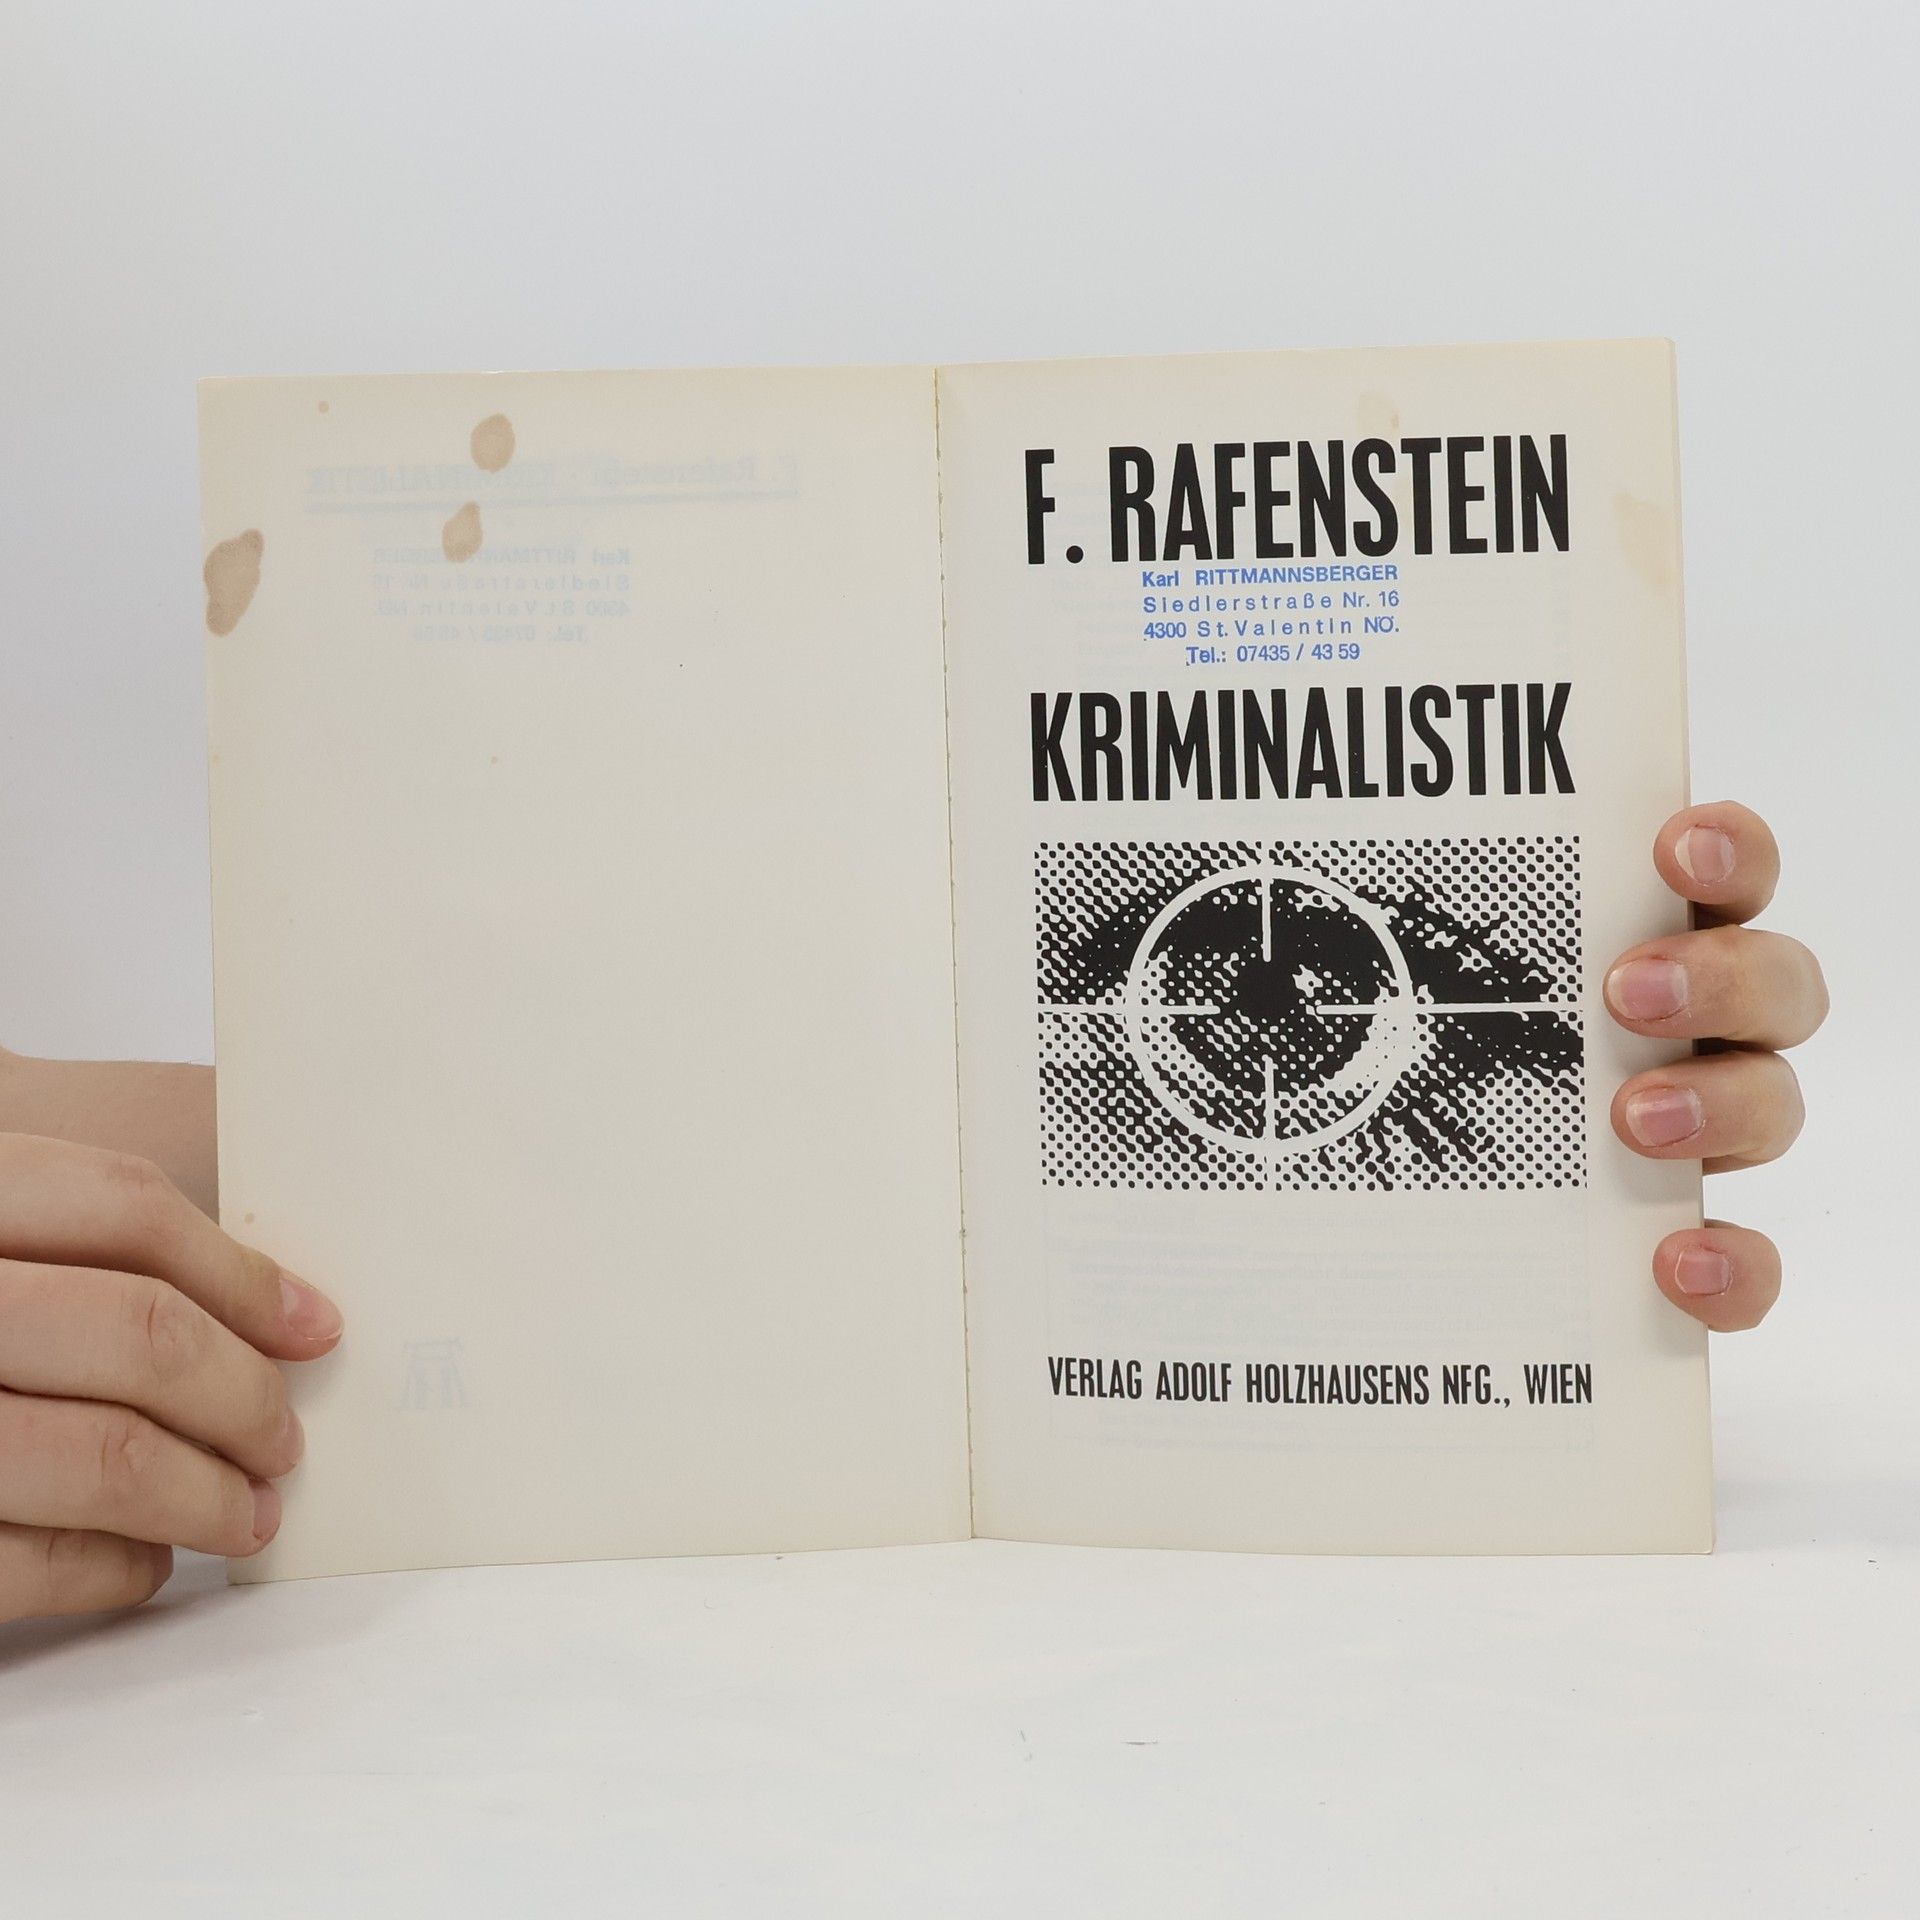 F. RAFENSTEIN
Karl RITTMANNSBERGER
Siedlerstraße Nr. 16
4300 St. Valentin NÖ.
Tel.: 07435 / 43 59
KRIMINALISTIK
VERLAG ADOLF HOLZHAUSENS NFG., WIEN